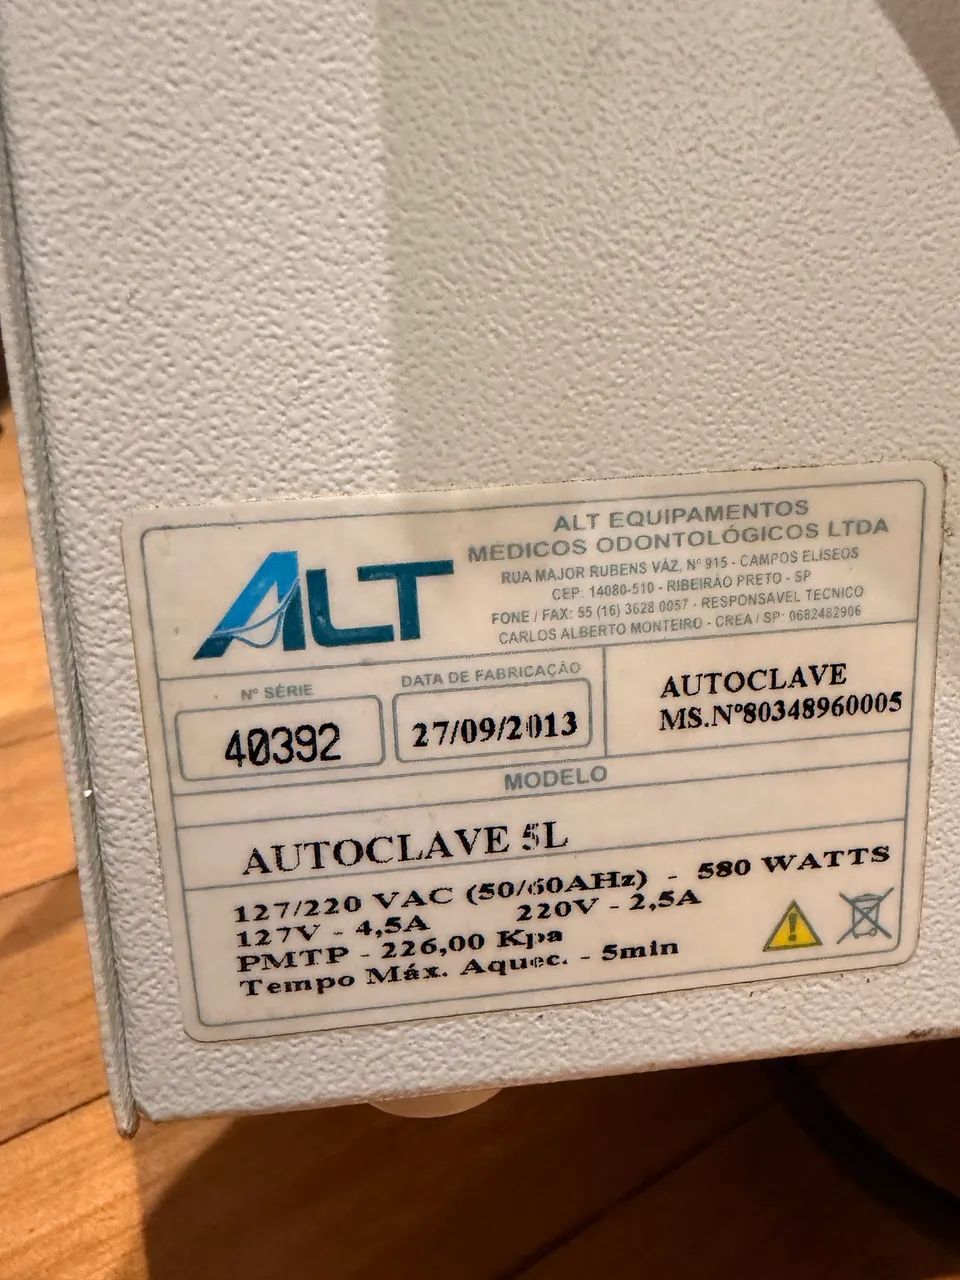 ALT
ALT EQUIPAMENTOS
MÉDICOS ODONTOLÓGICOS LTDA
RUA MAJOR RUBENS VAZ, Nº 915 - CAMPOS ELISEOS
CEP: 14080-510 - RIBEIRÃO PRETO - SP
FONE / FAX: 55 (16) 3628 0057 - RESPONSAVEL TECNICO
CARLOS ALBERTO MONTEIRO - CREA / SP: 0682482906
Nº SÉRIE
40392
DATA DE FABRICAÇÃO
27/09/2013
AUTOCLAVE
MS.Nº80348960005
MODELO
AUTOCLAVE 5L
127/220 VAC (50/60AHz) - 580 WATTS
127V - 4,5A 220V - 2,5A
PMTP - 226,00 Kpa
Tempo Máx. Aquec. - 5min